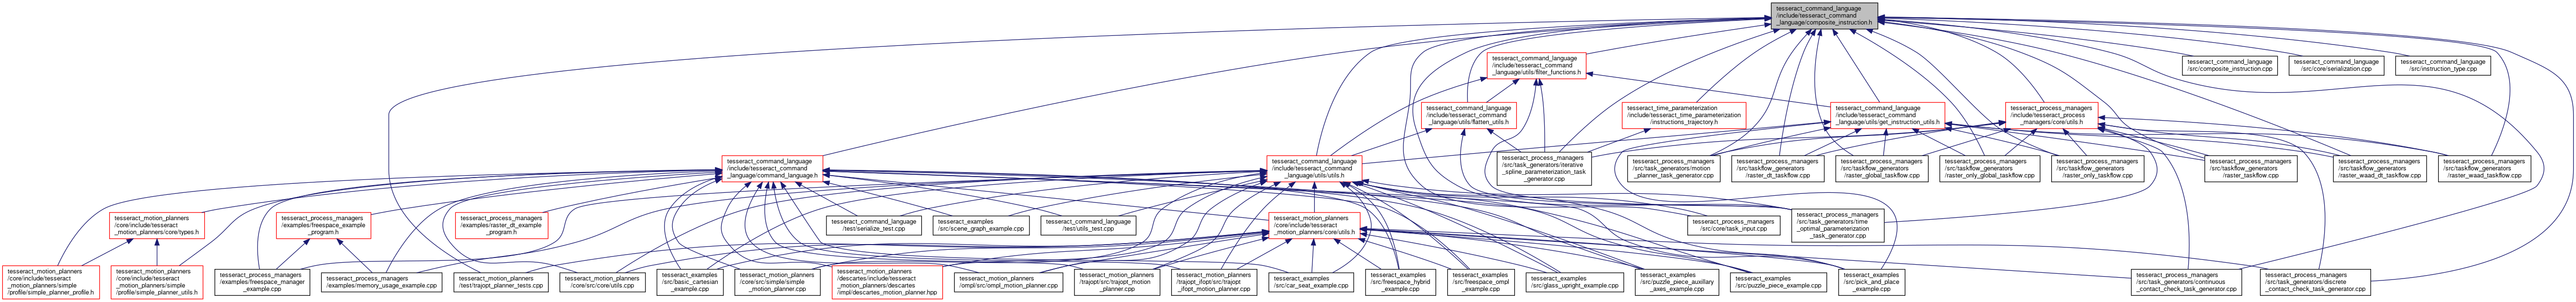 tesseract_command_language
/include/tesseract_command
_language/composite_instruction.h
tesseract_command_language
/include/tesseract_command
_language/utils/filter_functions.h
tesseract_command_language
/src/composite_instruction.cpp
tesseract_command_language
/src/core/serialization.cpp
tesseract_command_language
/src/instruction_type.cpp
tesseract_command_language
/include/tesseract_command
_language/utils/flatten_utils.h
tesseract_time_parameterization
/include/tesseract_time_parameterization
/instructions_trajectory.h
tesseract_command_language
/include/tesseract_command
_language/utils/get_instruction_utils.h
tesseract_process_managers
/include/tesseract_process
_managers/core/utils.h
tesseract_command_language
/include/tesseract_command
_language/command_language.h
tesseract_command_language
/include/tesseract_command
_language/utils/utils.h
tesseract_process_managers
/src/task_generators/iterative
_spline_parameterization_task
_generator.cpp
tesseract_process_managers
/src/task_generators/motion
_planner_task_generator.cpp
tesseract_process_managers
/src/taskflow_generators
/raster_dt_taskflow.cpp
tesseract_process_managers
/src/taskflow_generators
/raster_global_taskflow.cpp
tesseract_process_managers
/src/taskflow_generators
/raster_only_global_taskflow.cpp
tesseract_process_managers
/src/taskflow_generators
/raster_only_taskflow.cpp
tesseract_process_managers
/src/taskflow_generators
/raster_taskflow.cpp
tesseract_process_managers
/src/taskflow_generators
/raster_waad_dt_taskflow.cpp
tesseract_process_managers
/src/taskflow_generators
/raster_waad_taskflow.cpp
tesseract_motion_planners
/core/include/tesseract
_motion_planners/core/types.h
tesseract_process_managers
/examples/freespace_example
_program.h
tesseract_process_managers
/examples/raster_dt_example
_program.h
tesseract_command_language
/test/serialize_test.cpp
tesseract_examples
/src/scene_graph_example.cpp
tesseract_command_language
/test/utils_test.cpp
tesseract_motion_planners
/core/include/tesseract
_motion_planners/core/utils.h
tesseract_process_managers
/src/core/task_input.cpp
tesseract_process_managers
/src/task_generators/time
_optimal_parameterization
_task_generator.cpp
tesseract_motion_planners
/core/include/tesseract
_motion_planners/simple
/profile/simple_planner_profile.h
tesseract_motion_planners
/core/include/tesseract
_motion_planners/simple
/profile/simple_planner_utils.h
tesseract_process_managers
/examples/freespace_manager
_example.cpp
tesseract_process_managers
/examples/memory_usage_example.cpp
tesseract_motion_planners
/test/trajopt_planner_tests.cpp
tesseract_motion_planners
/core/src/core/utils.cpp
tesseract_examples
/src/basic_cartesian
_example.cpp
tesseract_motion_planners
/core/src/simple/simple
_motion_planner.cpp
tesseract_motion_planners
/descartes/include/tesseract
_motion_planners/descartes
/impl/descartes_motion_planner.hpp
tesseract_motion_planners
/ompl/src/ompl_motion_planner.cpp
tesseract_motion_planners
/trajopt/src/trajopt_motion
_planner.cpp
tesseract_motion_planners
/trajopt_ifopt/src/trajopt
_ifopt_motion_planner.cpp
tesseract_examples
/src/car_seat_example.cpp
tesseract_examples
/src/freespace_hybrid
_example.cpp
tesseract_examples
/src/freespace_ompl
_example.cpp
tesseract_examples
/src/glass_upright_example.cpp
tesseract_examples
/src/puzzle_piece_auxillary
_axes_example.cpp
tesseract_examples
/src/puzzle_piece_example.cpp
tesseract_examples
/src/pick_and_place
_example.cpp
tesseract_process_managers
/src/task_generators/continuous
_contact_check_task_generator.cpp
tesseract_process_managers
/src/task_generators/discrete
_contact_check_task_generator.cpp